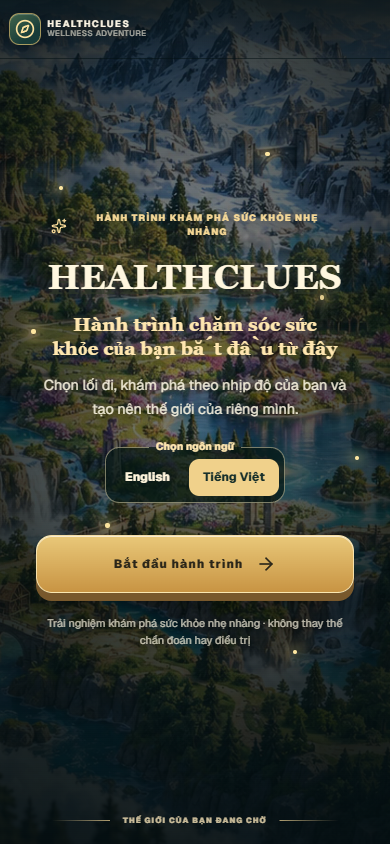 HEALTHCLUES
WELLNESS ADVENTURE
HÀNH TRÌNH KHÁM PHÁ SỨC KHỎE NHẸ
NHÀNG
HEALTHCLUES
Hành trình chăm sóc sức
khỏe của bạn bắt đầu từ đây
Chọn lối đi, khám phá theo nhịp độ của bạn và
tạo nên thế giới của riêng mình.
Chọn ngôn ngữ
English
Tiếng Việt
Bắt đầu hành trình
Trải nghiệm khám phá sức khỏe nhẹ nhàng · không thay thế
chẩn đoán hay điều trị
THẾ GIỚI CỦA BẠN ĐANG CHỜ